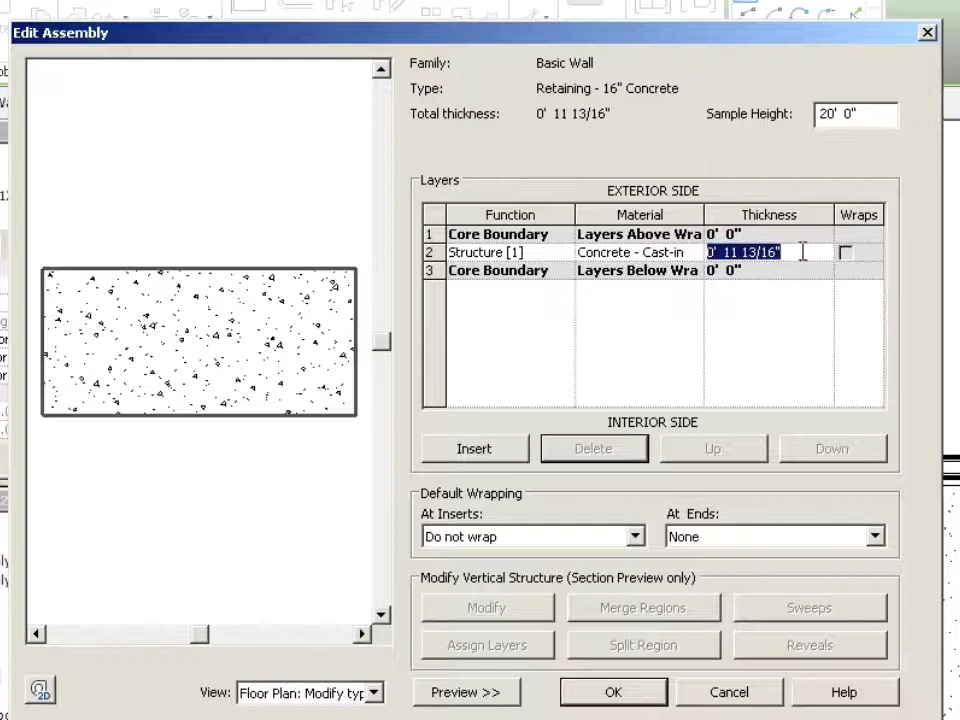 Edit Assembly
Family: Basic Wall
Type: Retaining - 16" Concrete
Total thickness: 0' 11 13/16" Sample Height: 20' 0"
Layers
EXTERIOR SIDE
Function Material Thickness Wraps
1 Core Boundary Layers Above Wra 0' 0"
2 Structure [1] Concrete - Cast-in 0' 11 13/16"
3 Core Boundary Layers Below Wra 0' 0"
INTERIOR SIDE
Insert Delete Up Down
Default Wrapping
At Inserts: At Ends:
Do not wrap None
Modify Vertical Structure (Section Preview only)
Modify Merge Regions Sweeps
Assign Layers Split Region Reveals
View: Floor Plan: Modify typ Preview >> OK Cancel Help